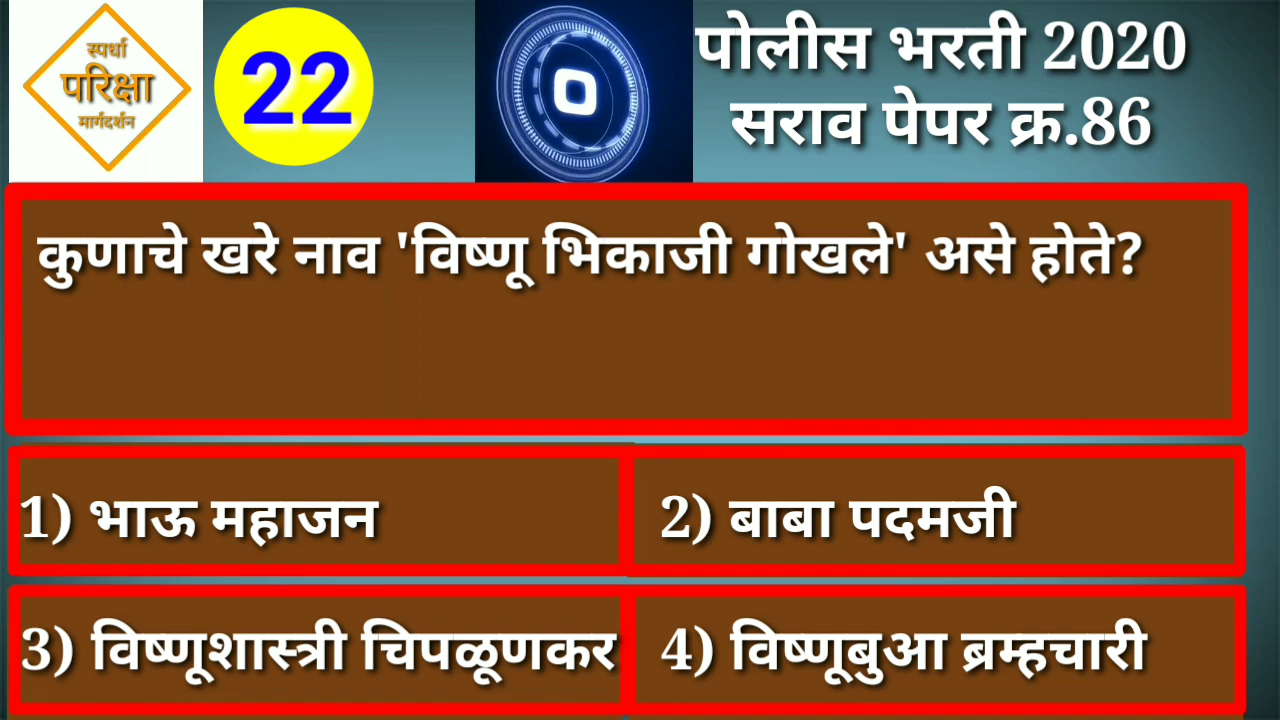 स्पर्धा
परिक्षा
मार्गदर्शन
22
पोलीस भरती 2020
सराव पेपर क्र.86
कुणाचे खरे नाव 'विष्णू भिकाजी गोखले' असे होते?
1) भाऊ महाजन
2) बाबा पदमजी
3) विष्णूशास्त्री चिपळूणकर
4) विष्णूबुआ ब्रम्हचारी